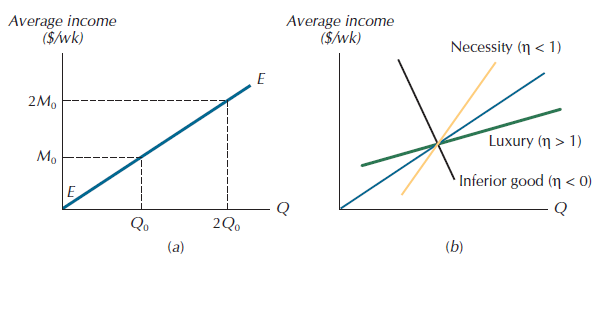 Average income
($/wk)
E
2M₀
M₀
E
Q₀
2Q₀
Q
(a)
Average income
($/wk)
Necessity (η < 1)
Luxury (η > 1)
Inferior good (η < 0)
Q
(b)